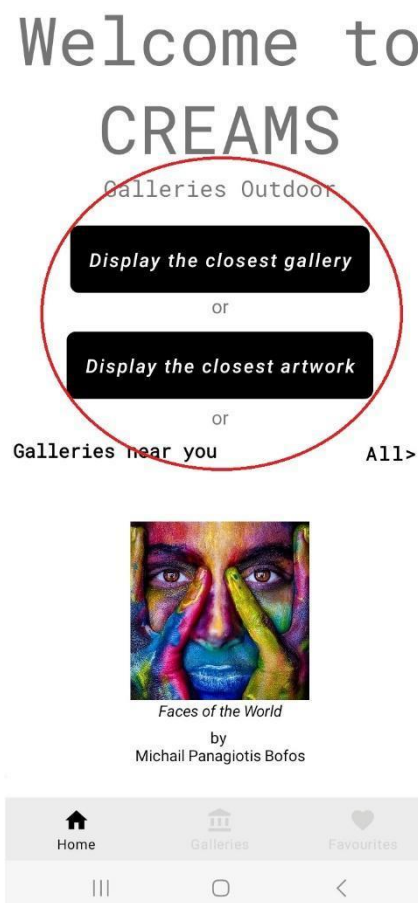 Welcome to
CREAMS
Galleries Outdoor
Display the closest gallery
or
Display the closest artwork
or
Galleries near you All>
Faces of the World
by
Michail Panagiotis Bofos
Home Galleries Favourites